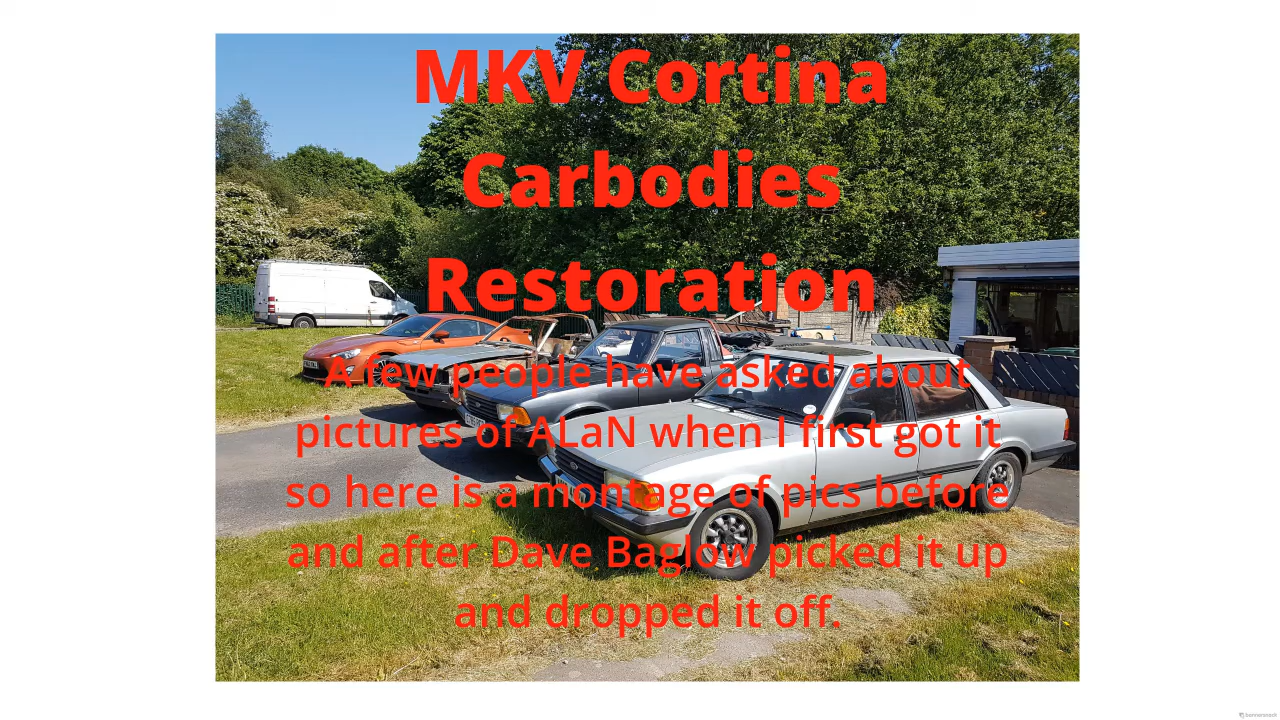 MKV Cortina
Carbodies
Restoration
A few people have asked about
pictures of ALaN when I first got it
so here is a montage of pics before
and after Dave Baglow picked it up
and dropped it off.
bannersnack